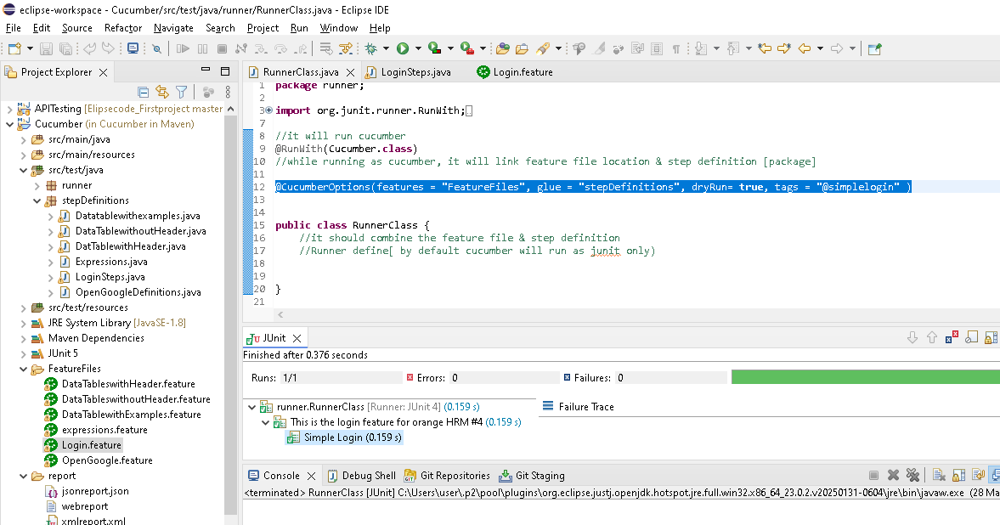 eclipse-workspace - Cucumber/src/test/java/runner/RunnerClass.java - Eclipse IDE
File Edit Source Refactor Navigate Search Project Run Window Help
Project Explorer
APITesting [Elipsecode_Firstproject master
Cucumber (in Cucumber in Maven)
src/main/java
src/main/resources
src/test/java
runner
stepDefinitions
Datatablewithexamples.java
DataTablewithoutHeader.java
DatTablewithHeader.java
Expressions.java
LoginSteps.java
OpenGoogleDefinitions.java
src/test/resources
JRE System Library [JavaSE-1.8]
Maven Dependencies
JUnit 5
FeatureFiles
DataTableswithHeader.feature
DataTableswithoutHeader.feature
DataTablewithExamples.feature
expressions.feature
Login.feature
OpenGoogle.feature
report
jsonreport.json
webreport
xmlreport.xml
RunnerClass.java LoginSteps.java Login.feature
1 package runner;
2
3 import org.junit.runner.RunWith;
7
8 //it will run cucumber
9 @RunWith(Cucumber.class)
10 //while running as cucumber, it will link feature file location & step definition [package]
11
12 @CucumberOptions(features = "FeatureFiles", glue = "stepDefinitions", dryRun= true, tags = "@simplelogin" )
13
14
15 public class RunnerClass {
16 //it should combine the feature file & step definition
17 //Runner define[ by default cucumber will run as junit only)
18
19
20 }
21
JUnit
Finished after 0.376 seconds
Runs: 1/1 Errors: 0 Failures: 0
runner.RunnerClass [Runner: JUnit 4] (0.159 s)
This is the login feature for orange HRM #4 (0.159 s)
Simple Login (0.159 s)
Failure Trace
Console Debug Shell Git Repositories Git Staging
<terminated> RunnerClass [JUnit] C:\Users\user\.p2\pool\plugins\org.eclipse.justj.openjdk.hotspot.jre.full.win32.x86_64_23.0.2.v20250131-0604\jre\bin\javaw.exe (28 Ma